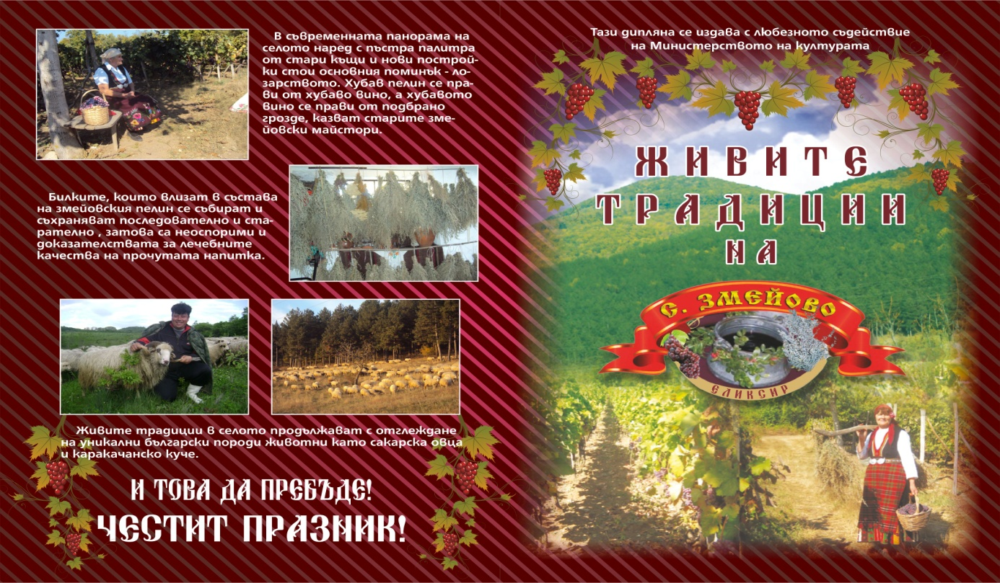 В съвременната панорама на
селото наред с пъстра палитра
от стари къщи и нови построй-
ки стои основния поминък - ло-
зарството. Хубав пелин се пра-
ви от хубаво вино, а хубавото
вино се прави от подбрано
грозде, казват старите зме-
йовски майстори.
Билките, които влизат в състава
на змейовския пелин се събират и
съхраняват последователно и ста-
рателно , затова са неоспорими и
доказателствата за лечебните
качества на прочутата напитка.
Живите традиции в селото продължават с отглеждане
на уникални български породи животни като сакарска овца
и каракачанско куче.
И ТОВА ДА ПРЕБЪДЕ!
ЧЕСТИТ ПРАЗНИК!
Тази дипляна се издава с любезното съдействие
на Министерството на културата
ЖИВИТЕ
ТРАДИЦИИ
НА
С. ЗМЕЙОВО
ЕЛИКСИР